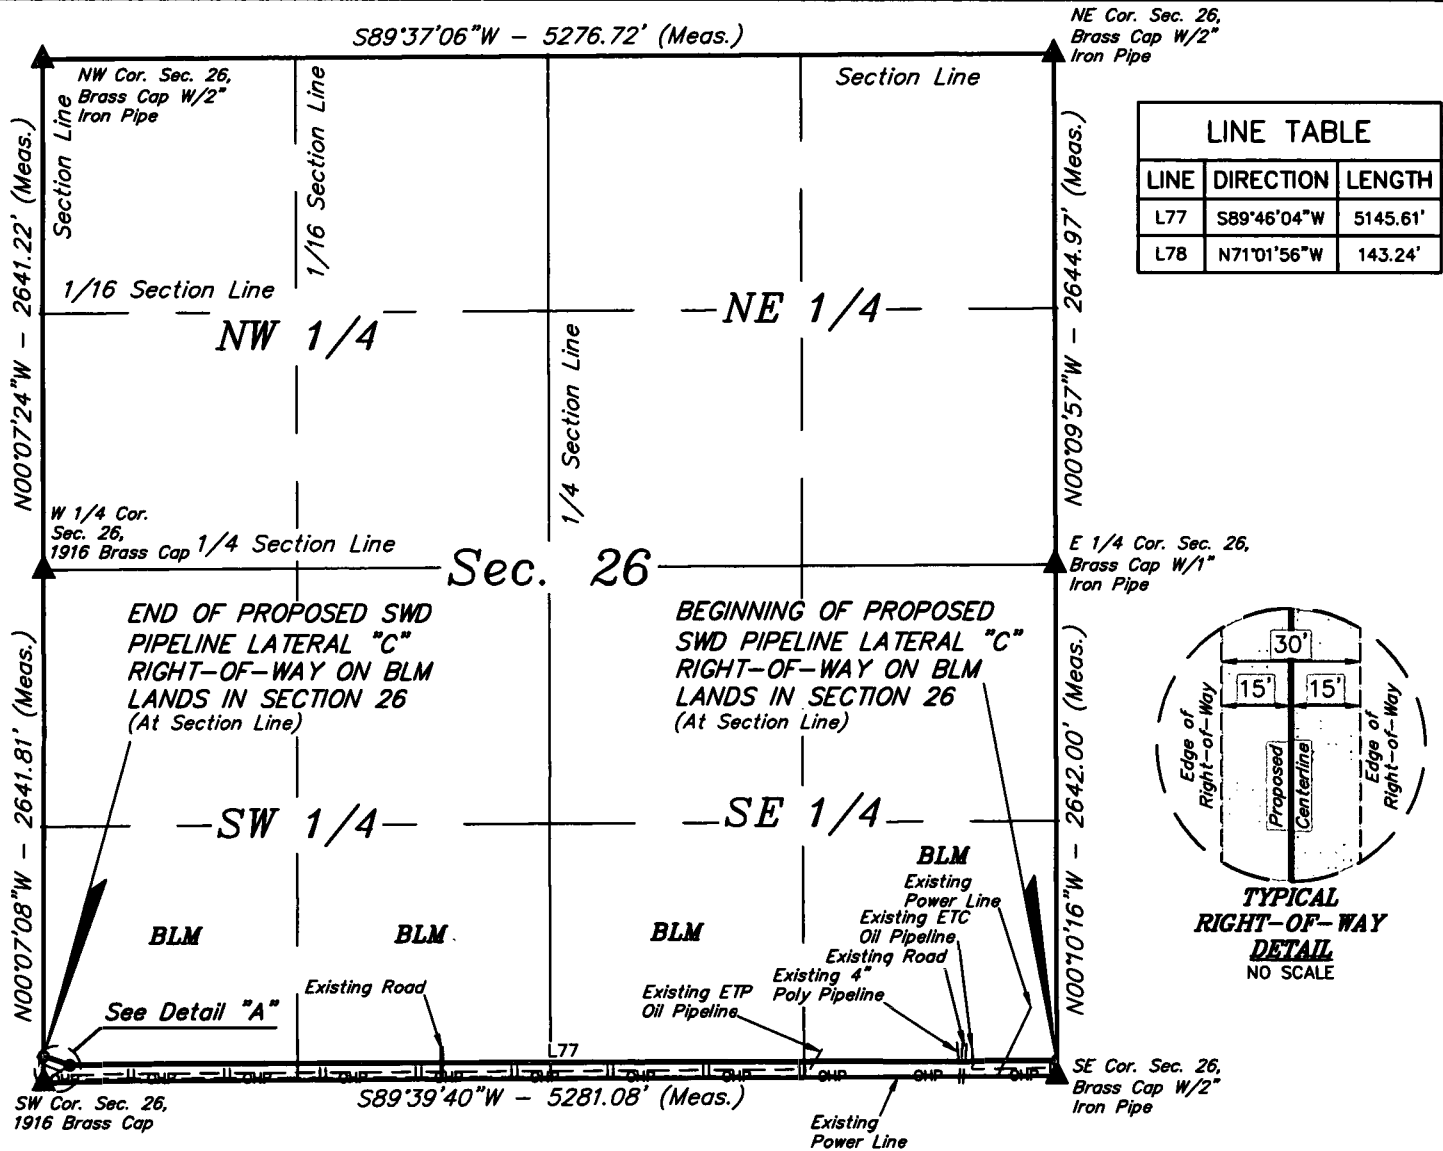 S89°37'06"W - 5276.72' (Meas.)
NE Cor. Sec. 26,
Brass Cap W/2"
Iron Pipe
NW Cor. Sec. 26,
Brass Cap W/2"
Iron Pipe
Section Line
Section Line
1/16 Section Line
N00°07'24"W - 2641.22' (Meas.)
N00°09'57"W - 2644.97' (Meas.)
LINE TABLE
LINE DIRECTION LENGTH
L77 S89°46'04"W 5145.61'
L78 N71°01'56"W 143.24'
1/16 Section Line
NW 1/4
NE 1/4
1/4 Section Line
W 1/4 Cor.
Sec. 26,
1916 Brass Cap
1/4 Section Line
Sec. 26
E 1/4 Cor. Sec. 26,
Brass Cap W/1"
Iron Pipe
END OF PROPOSED SWD
PIPELINE LATERAL "C"
RIGHT-OF-WAY ON BLM
LANDS IN SECTION 26
(At Section Line)
BEGINNING OF PROPOSED
SWD PIPELINE LATERAL "C"
RIGHT-OF-WAY ON BLM
LANDS IN SECTION 26
(At Section Line)
N00°07'08"W - 2641.81' (Meas.)
N00°10'16"W - 2642.00' (Meas.)
30'
15' 15'
Edge of
Right-of-Way
Proposed
Centerline
Edge of
Right-of-Way
TYPICAL
RIGHT-OF-WAY
DETAIL
NO SCALE
SW 1/4
SE 1/4
BLM
BLM
BLM
BLM
Existing
Power Line
Existing ETC
Oil Pipeline
Existing Road
Existing 4"
Poly Pipeline
Existing ETP
Oil Pipeline
Existing Road
See Detail "A"
L77
OHP OHP OHP OHP OHP OHP OHP OHP OHP OHP OHP
S89°39'40"W - 5281.08' (Meas.)
SW Cor. Sec. 26,
1916 Brass Cap
SE Cor. Sec. 26,
Brass Cap W/2"
Iron Pipe
Existing
Power Line